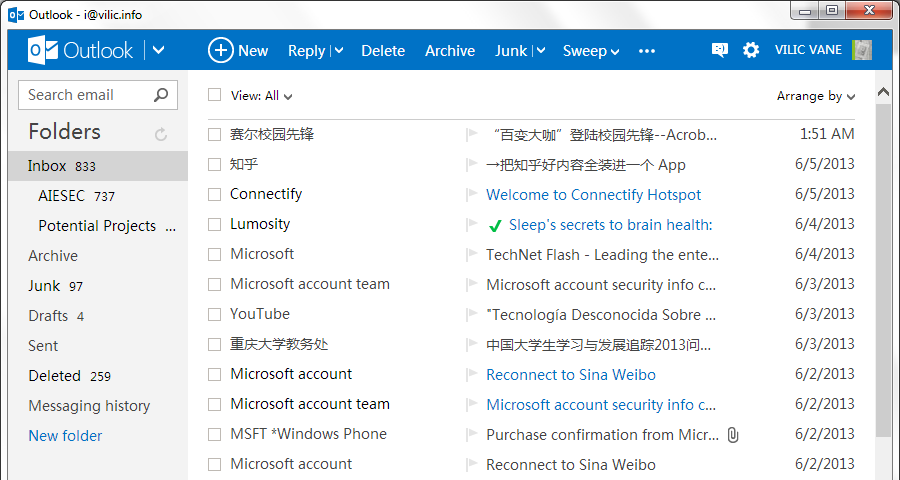 Outlook - i@vilic.info
Outlook New Reply Delete Archive Junk Sweep ••• VILIC VANE
Search email
Folders
Inbox 833
AIESEC 737
Potential Projects ...
Archive
Junk 97
Drafts 4
Sent
Deleted 259
Messaging history
New folder
View: All Arrange by
赛尔校园先锋 “百变大咖”登陆校园先锋--Acrob... 1:51 AM
知乎 →把知乎好内容全装进一个 App 6/5/2013
Connectify Welcome to Connectify Hotspot 6/5/2013
Lumosity ✔ Sleep's secrets to brain health: 6/4/2013
Microsoft TechNet Flash - Leading the ente... 6/4/2013
Microsoft account team Microsoft account security info c... 6/3/2013
YouTube "Tecnología Desconocida Sobre ... 6/3/2013
重庆大学教务处 中国大学生学习与发展追踪2013问... 6/3/2013
Microsoft account Reconnect to Sina Weibo 6/2/2013
Microsoft account team Microsoft account security info c... 6/2/2013
MSFT *Windows Phone Purchase confirmation from Micr... 6/2/2013
Microsoft account Reconnect to Sina Weibo 6/2/2013